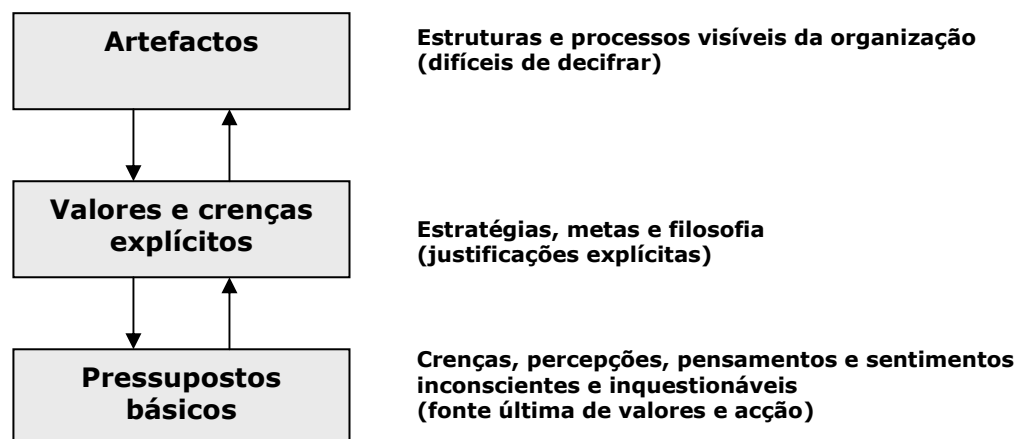 Artefactos
Estruturas e processos visíveis da organização
(difíceis de decifrar)
Valores e crenças
explícitos
Estratégias, metas e filosofia
(justificações explícitas)
Pressupostos
básicos
Crenças, percepções, pensamentos e sentimentos
inconscientes e inquestionáveis
(fonte última de valores e acção)